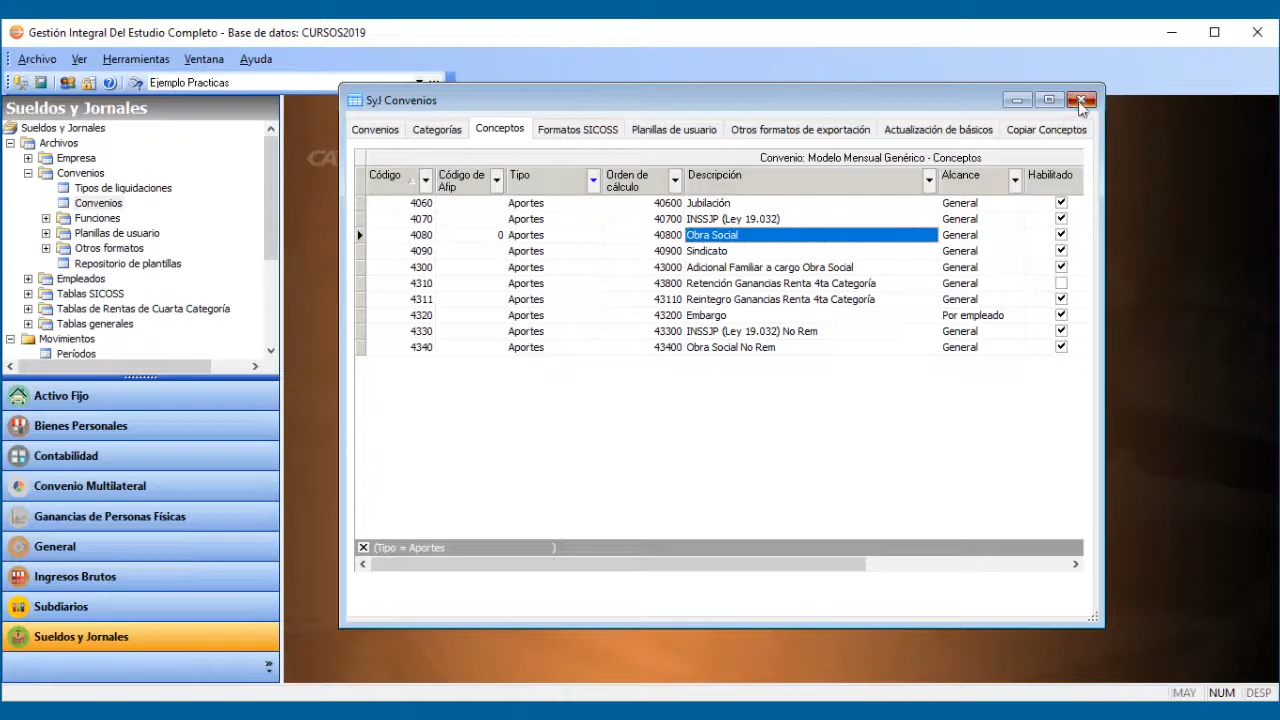 Gestión Integral Del Estudio Completo - Base de datos: CURSOS2019
Archivo Ver Herramientas Ventana Ayuda
Ejemplo Practicas
Sueldos y Jornales
Sueldos y Jornales
Archivos
Empresa
Convenios
Tipos de liquidaciones
Convenios
Funciones
Planillas de usuario
Otros formatos
Repositorio de plantillas
Empleados
Tablas SICOSS
Tablas de Rentas de Cuarta Categoría
Tablas generales
Movimientos
Períodos
Activo Fijo
Bienes Personales
Contabilidad
Convenio Multilateral
Ganancias de Personas Físicas
General
Ingresos Brutos
Subdiarios
Sueldos y Jornales
SyJ Convenios
Convenios Categorías Conceptos Formatos SICOSS Planillas de usuario Otros formatos de exportación Actualización de básicos Copiar Conceptos
Convenio: Modelo Mensual Genérico - Conceptos
Código Código de Afip Tipo Orden de cálculo Descripción Alcance Habilitado
4060 Aportes 40600 Jubilación General
4070 Aportes 40700 INSSJP (Ley 19.032) General
4080 0 Aportes 40800 Obra Social General
4090 Aportes 40900 Sindicato General
4300 Aportes 43000 Adicional Familiar a cargo Obra Social General
4310 Aportes 43800 Retención Ganancias Renta 4ta Categoría General
4311 Aportes 43110 Reintegro Ganancias Renta 4ta Categoría General
4320 Aportes 43200 Embargo Por empleado
4330 Aportes 43300 INSSJP (Ley 19.032) No Rem General
4340 Aportes 43400 Obra Social No Rem General
(Tipo = Aportes )
CA
MAY NUM DESP